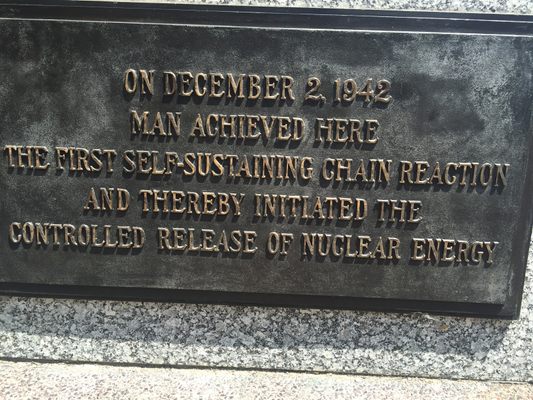 ON DECEMBER 2, 1942
MAN ACHIEVED HERE
THE FIRST SELF-SUSTAINING CHAIN REACTION
AND THEREBY INITIATED THE
CONTROLLED RELEASE OF NUCLEAR ENERGY